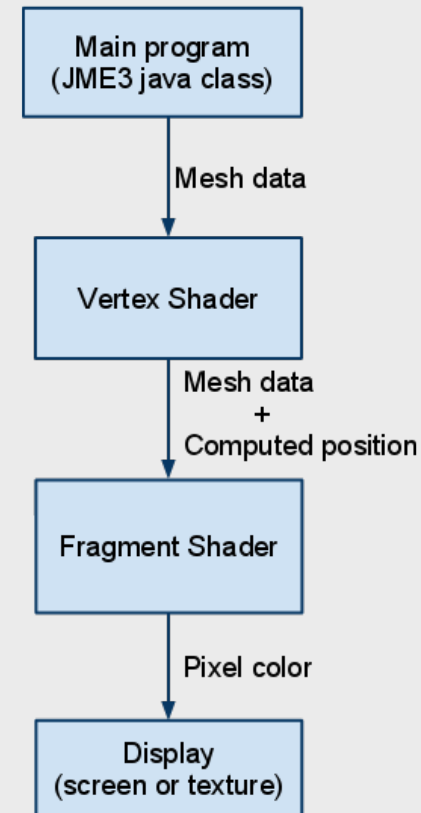 Main program
(JME3 java class)
Mesh data
Vertex Shader
Mesh data
+
Computed position
Fragment Shader
Pixel color
Display
(screen or texture)